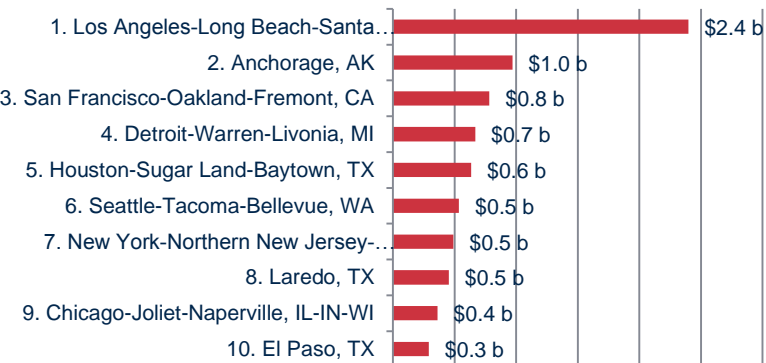 1. Los Angeles-Long Beach-Santa… $2.4 b
2. Anchorage, AK $1.0 b
3. San Francisco-Oakland-Fremont, CA $0.8 b
4. Detroit-Warren-Livonia, MI $0.7 b
5. Houston-Sugar Land-Baytown, TX $0.6 b
6. Seattle-Tacoma-Bellevue, WA $0.5 b
7. New York-Northern New Jersey-… $0.5 b
8. Laredo, TX $0.5 b
9. Chicago-Joliet-Naperville, IL-IN-WI $0.4 b
10. El Paso, TX $0.3 b